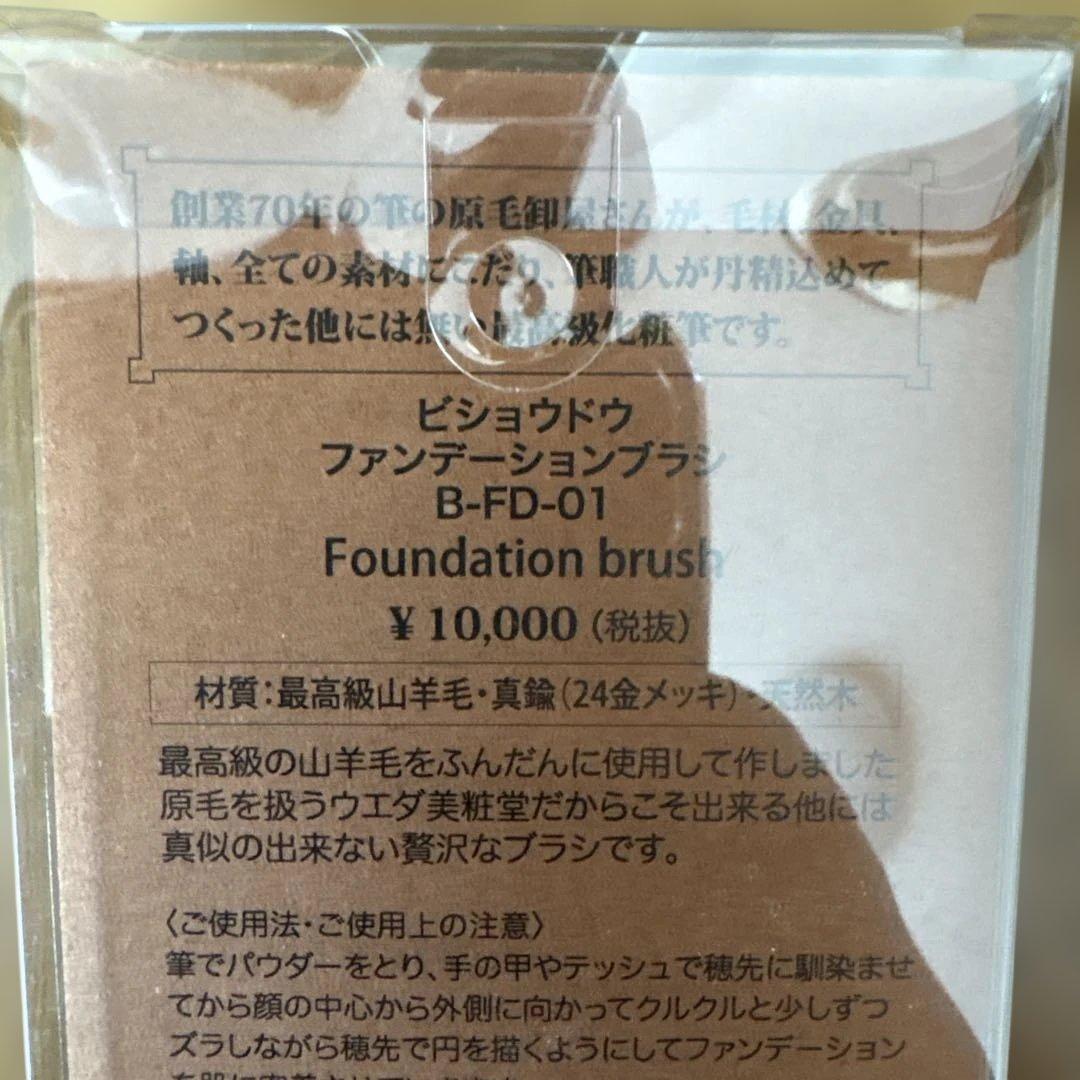 創業70年の筆の原毛卸屋さんが、毛材、金具、
軸、全ての素材にこだり、筆職人が丹精込めて
つくった他には無い最高級化粧筆です。
ビショウドウ
ファンデーションブラシ
B-FD-01
Foundation brush
¥10,000(税抜)
材質:最高級山羊毛・真鍮(24金メッキ)・天然木
最高級の山羊毛をふんだんに使用して作しました
原毛を扱うウエダ美粧堂だからこそ出来る他には
真似の出来ない贅沢なブラシです。
〈ご使用法・ご使用上の注意〉
筆でパウダーをとり、手の甲やテッシュで穂先に馴染ませ
てから顔の中心から外側に向かってクルクルと少しずつ
ズラしながら穂先で円を描くようにしてファンデーション